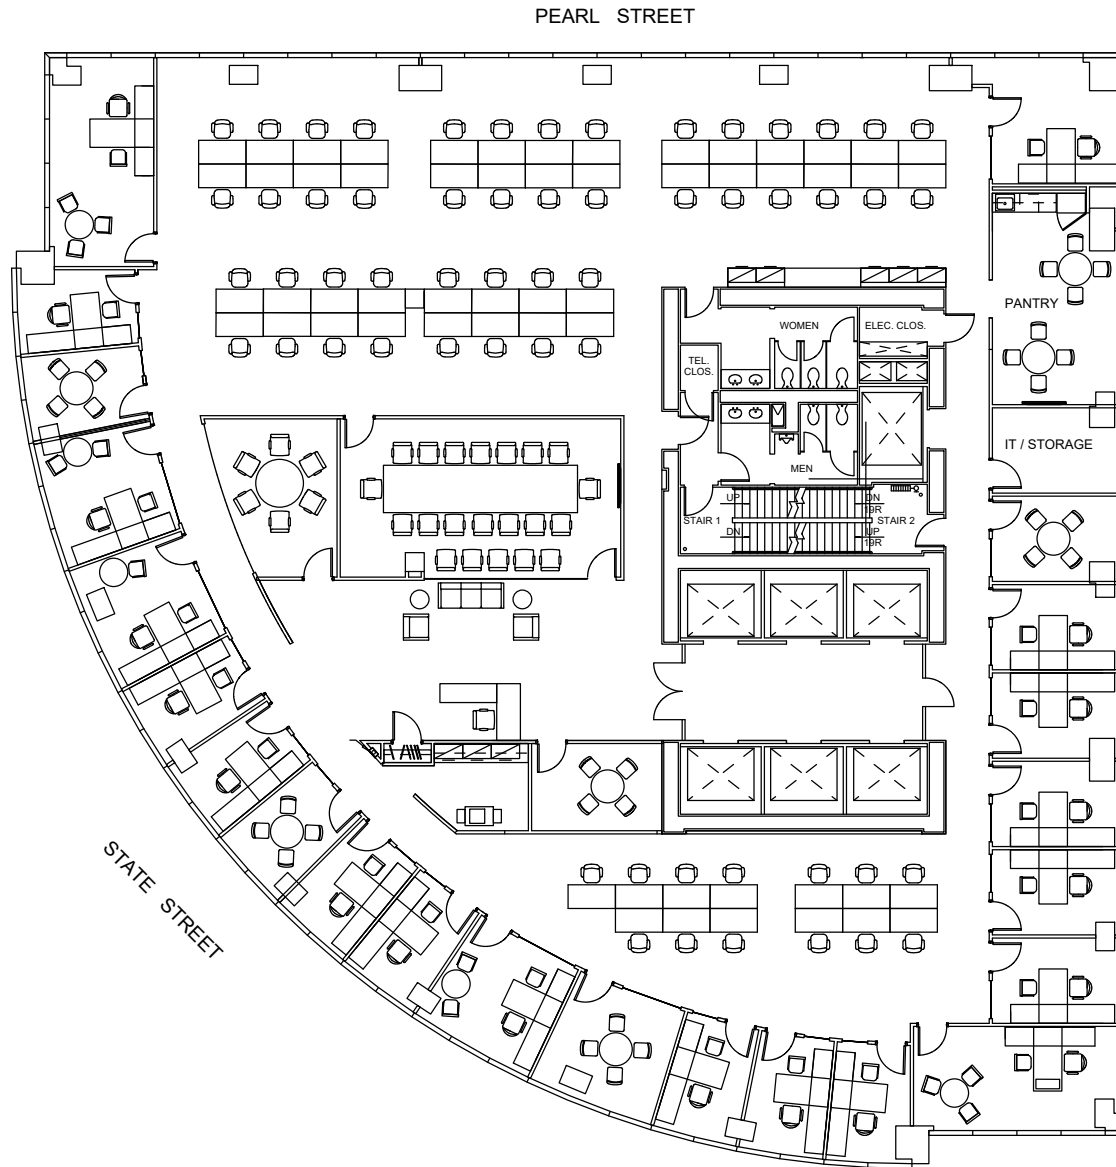 PEARL STREET
WOMEN
ELEC. CLOS.
PANTRY
TEL.
CLOS.
IT / STORAGE
MEN
UP
DN
19R
STAIR 1
STAIR 2
DN
UP
19R
STATE STREET